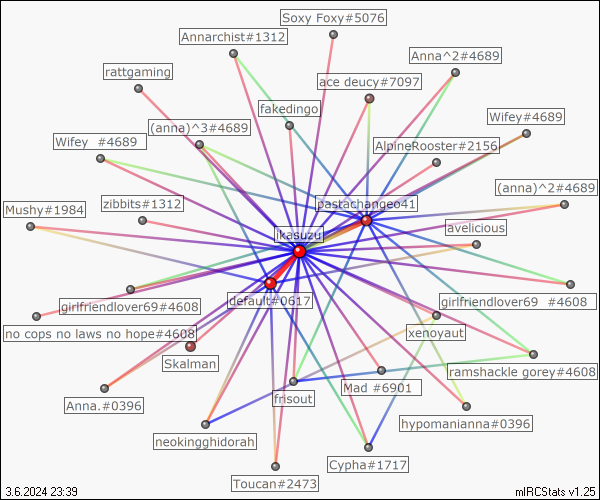 Soxy Foxy#5076
Annarchist#1312
Anna^2#4689
rattgaming
ace deucy#7097
fakedingo
Wifey#4689
Wifey  #4689
(anna)^3#4689
AlpineRooster#2156
(anna)^2#4689
zibbits#1312
pastachangeo41
Mushy#1984
avelicious
ikasuzu
default#0617
girlfriendlover69#4608
girlfriendlover69  #4608
no cops no laws no hope#4608
xenoyaut
Skalman
ramshackle gorey#4608
Mad #6901
frisout
Anna.#0396
hypomanianna#0396
neokingghidorah
Cypha#1717
Toucan#2473
3.6.2024 23:39
mIRCStats v1.25